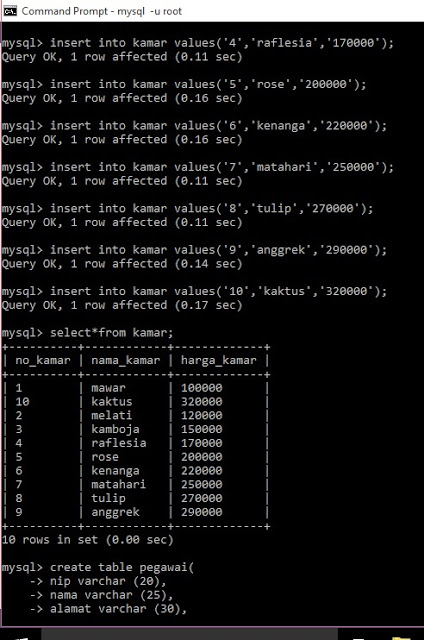 Command Prompt - mysql -u root
mysql> insert into kamar values('4','raflesia','170000');
Query OK, 1 row affected (0.11 sec)
mysql> insert into kamar values('5','rose','200000');
Query OK, 1 row affected (0.16 sec)
mysql> insert into kamar values('6','kenanga','220000');
Query OK, 1 row affected (0.16 sec)
mysql> insert into kamar values('7','matahari','250000');
Query OK, 1 row affected (0.11 sec)
mysql> insert into kamar values('8','tulip','270000');
Query OK, 1 row affected (0.11 sec)
mysql> insert into kamar values('9','anggrek','290000');
Query OK, 1 row affected (0.14 sec)
mysql> insert into kamar values('10','kaktus','320000');
Query OK, 1 row affected (0.17 sec)
mysql> select*from kamar;
+----------+------------+-------------+
| no_kamar | nama_kamar | harga_kamar |
+----------+------------+-------------+
| 1        | mawar      | 100000      |
| 10       | kaktus     | 320000      |
| 2        | melati     | 120000      |
| 3        | kamboja    | 150000      |
| 4        | raflesia   | 170000      |
| 5        | rose       | 200000      |
| 6        | kenanga    | 220000      |
| 7        | matahari   | 250000      |
| 8        | tulip      | 270000      |
| 9        | anggrek    | 290000      |
+----------+------------+-------------+
10 rows in set (0.00 sec)
mysql> create table pegawai(
    -> nip varchar (20),
    -> nama varchar (25),
    -> alamat varchar (30),